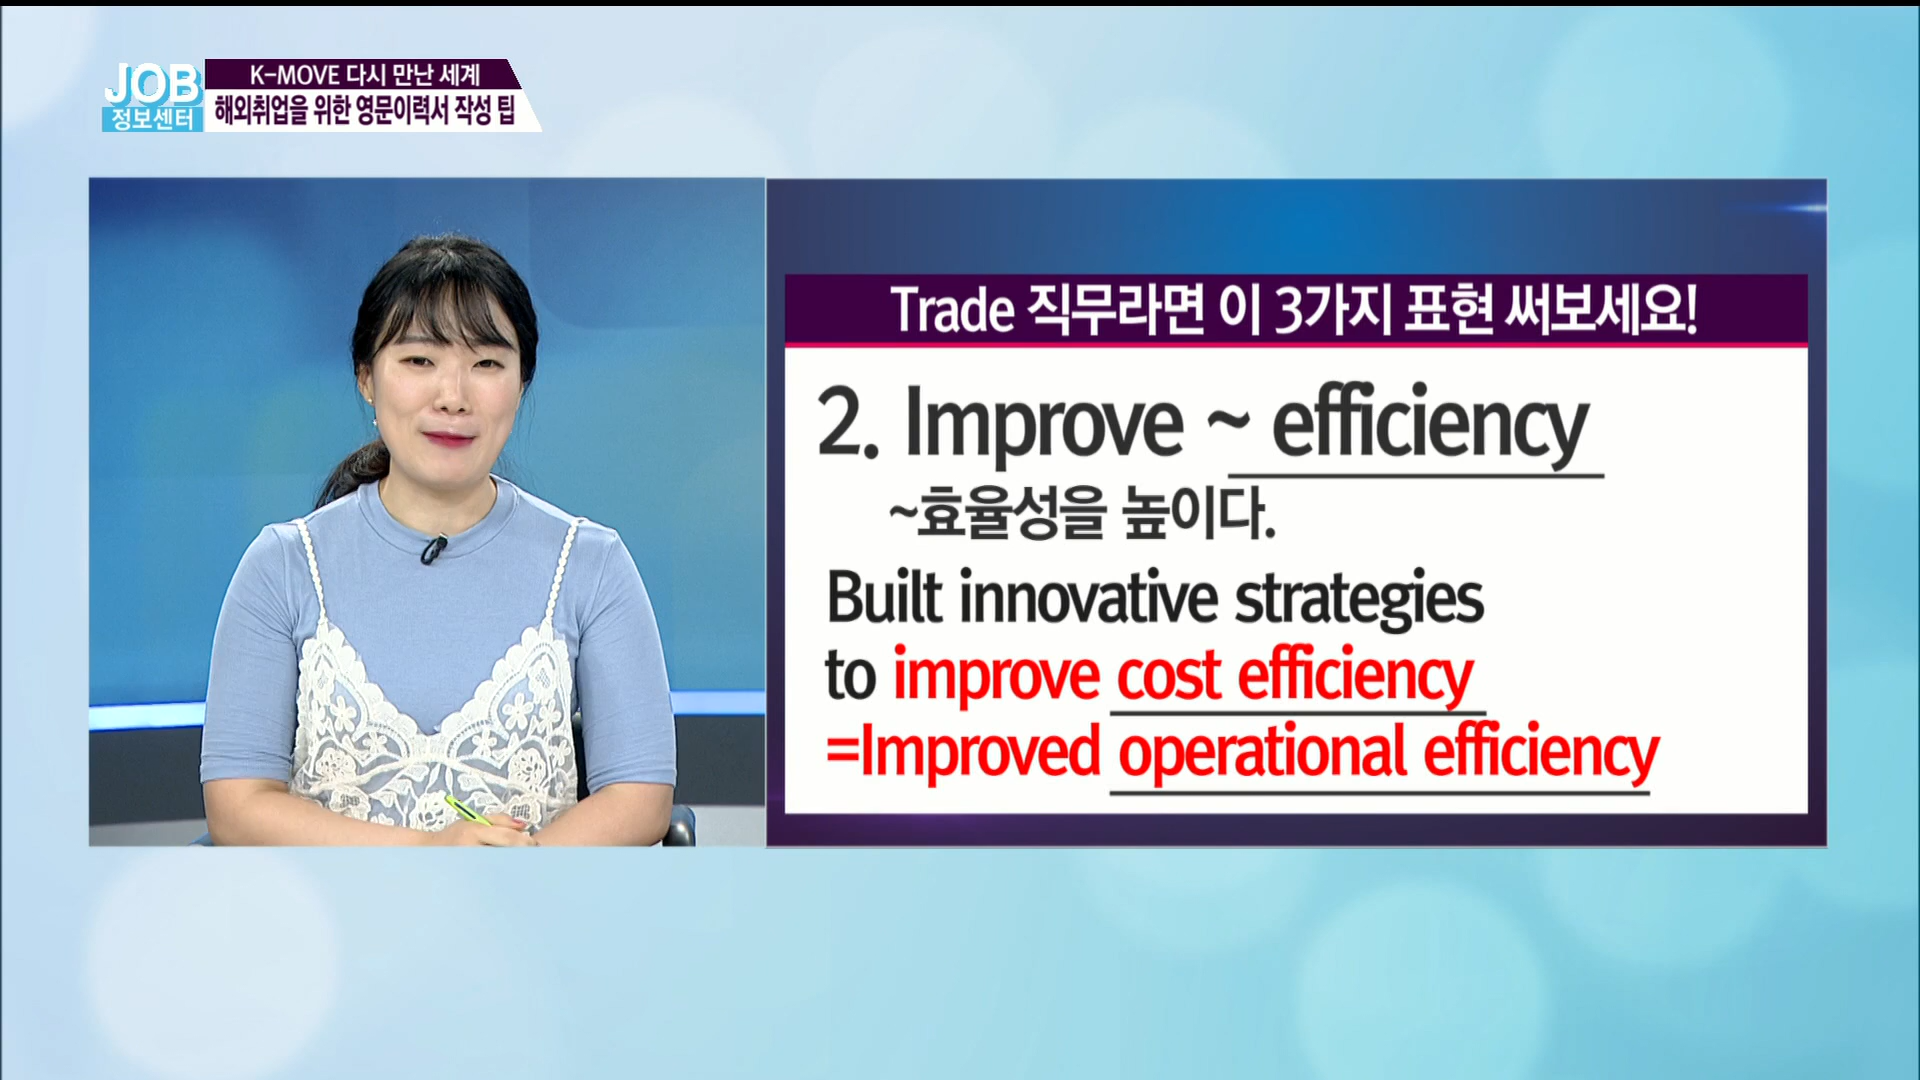 JOB
정보센터
K-MOVE 다시 만난 세계
해외취업을 위한 영문이력서 작성 팁
Trade 직무라면 이 3가지 표현 써보세요!
2. Improve ~ efficiency
~효율성을 높이다.
Built innovative strategies
to improve cost efficiency
=Improved operational efficiency